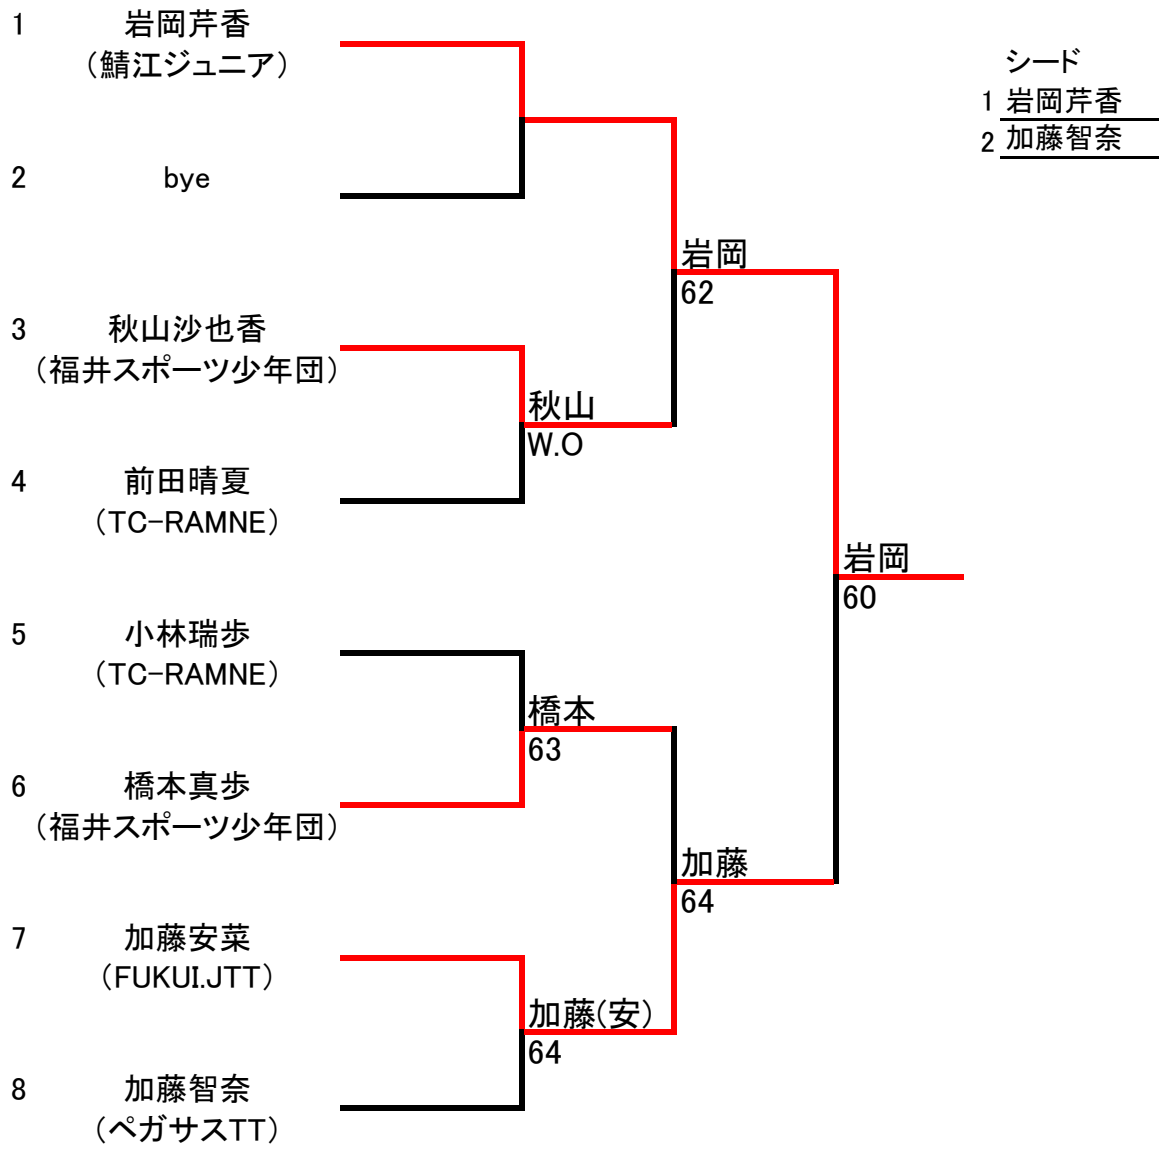 1 岩岡芹香
（鯖江ジュニア）
シード
1 岩岡芹香
2 加藤智奈
2 bye
岩岡
62
3 秋山沙也香
（福井スポーツ少年団）
秋山
W.O
4 前田晴夏
（TC-RAMNE）
岩岡
60
5 小林瑞歩
（TC-RAMNE）
橋本
63
6 橋本真歩
（福井スポーツ少年団）
加藤
64
7 加藤安菜
（FUKUI.JTT）
加藤(安)
64
8 加藤智奈
（ペガサスTT）